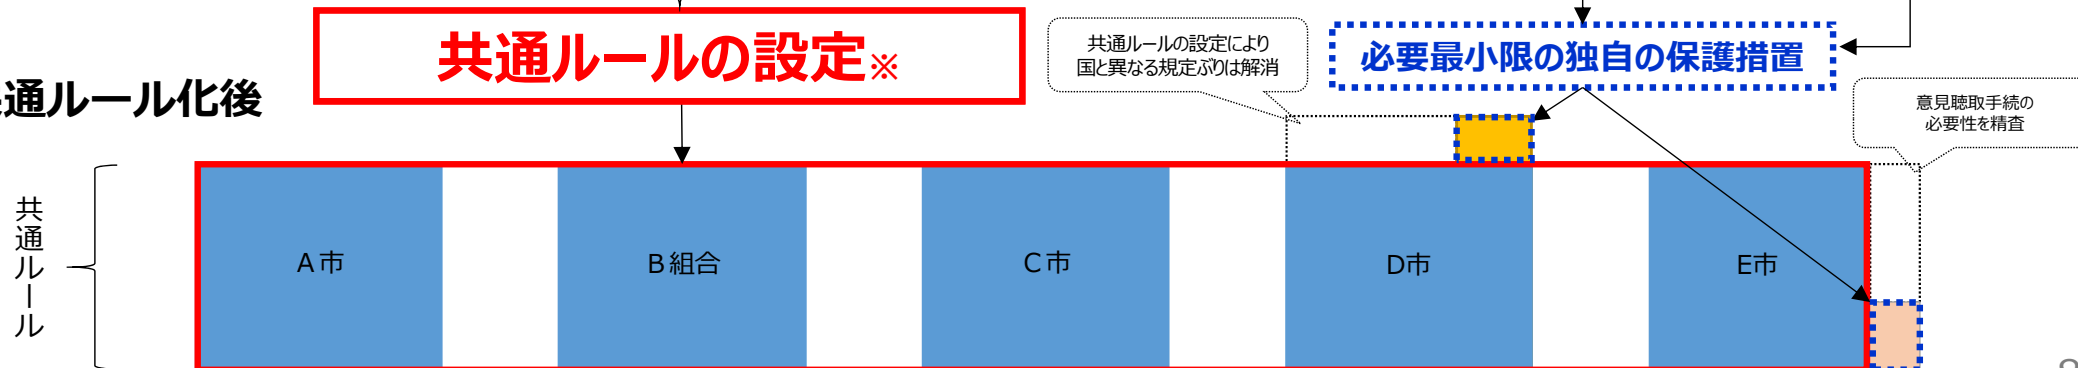 共通ルールの設定※
共通ルールの設定により
国と異なる規定ぶりは解消
必要最小限の独自の保護措置
通ルール化後
意見聴取手続の
必要性を精査
共通ルール
A市
B組合
C市
D市
E市